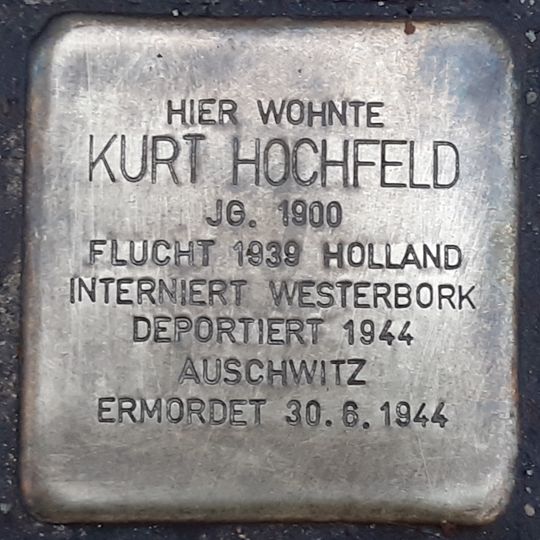 HIER WOHNTE
KURT HOCHFELD
JG. 1900
FLUCHT 1939 HOLLAND
INTERNIERT WESTERBORK
DEPORTIERT 1944
AUSCHWITZ
ERMORDET 30.6.1944